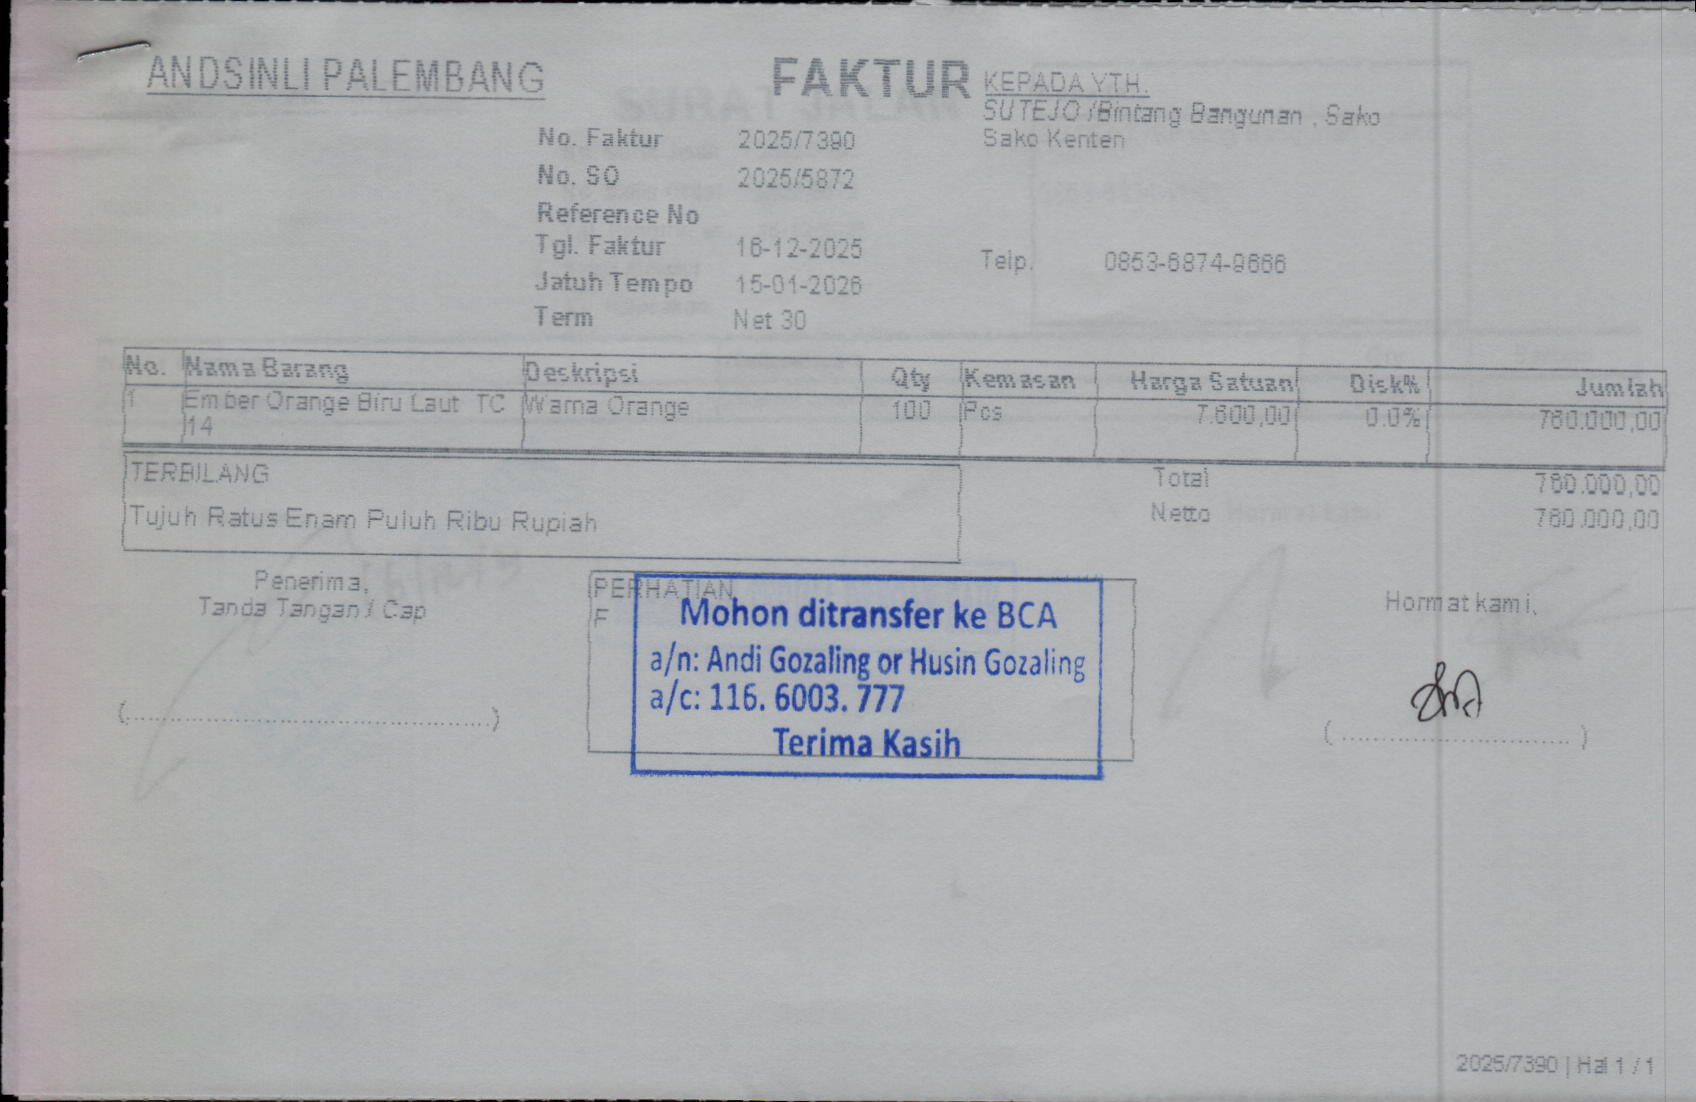 ANDSINLI PALEMBANG
FAKTUR
KEPADA YTH.
SUTEJO /Bintang Bangunan , Sako
Sako Kenten
No. Faktur 2025/7390
No. SO 2025/5872
Reference No
Tgl. Faktur 16-12-2025
Jatuh Tempo 15-01-2026
Term Net 30
Telp. 0853-6874-9666
No. Nama Barang Deskripsi Qty Kemasan Harga Satuan Disk% Jumlah
1 Ember Orange Biru Laut TC Warna Orange 100 Pcs 7.600,00 0.0% 760.000,00
14
TERBILANG
Tujuh Ratus Enam Puluh Ribu Rupiah
Total 760.000,00
Netto 760.000,00
Penerima,
Tanda Tangan / Cap
(................................................)
PERHATIAN
F
Mohon ditransfer ke BCA
a/n: Andi Gozaling or Husin Gozaling
a/c: 116. 6003. 777
Terima Kasih
Hormat kami,
(..............................)
2025/7390 | Hal 1 / 1